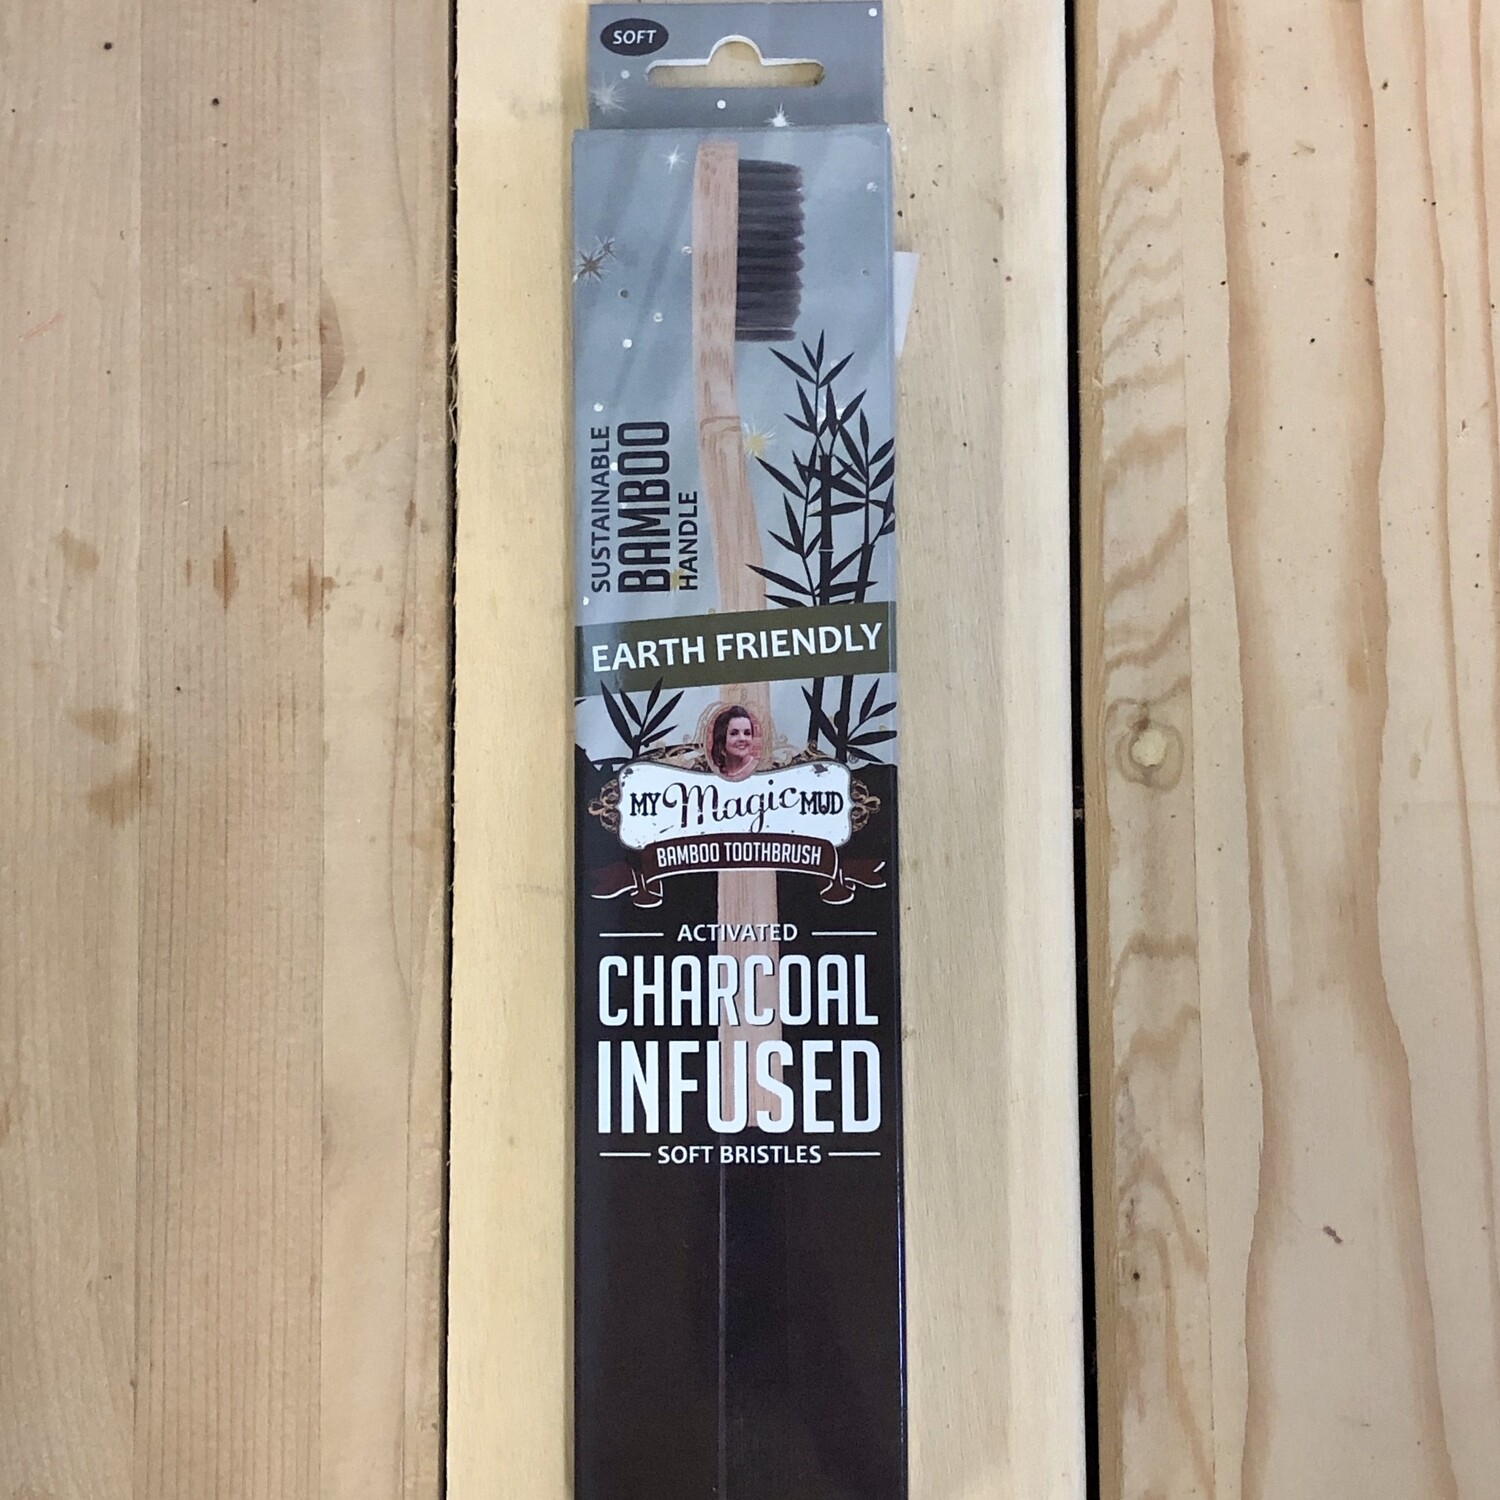 SOFT
SUSTAINABLE
BAMBOO
HANDLE
EARTH FRIENDLY
MY Magic MUD
BAMBOO TOOTHBRUSH
ACTIVATED
CHARCOAL
INFUSED
SOFT BRISTLES